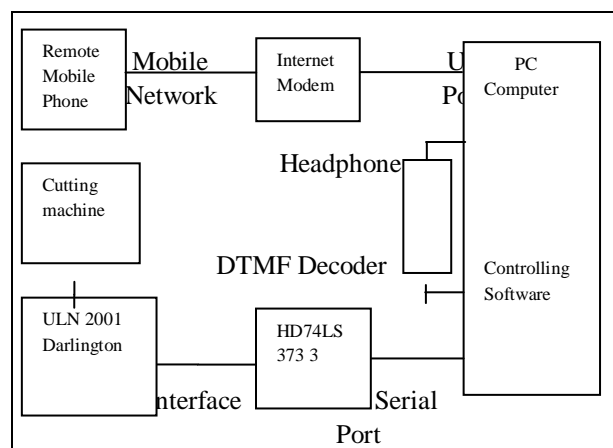 Remote
Mobile
Phone
Mobile
Network
Internet
Modem
U
Po
PC
Computer
Headphone
Cutting
machine
DTMF Decoder
Controlling
Software
ULN 2001
Darlington
nterface
HD74LS
373 3
Serial
Port